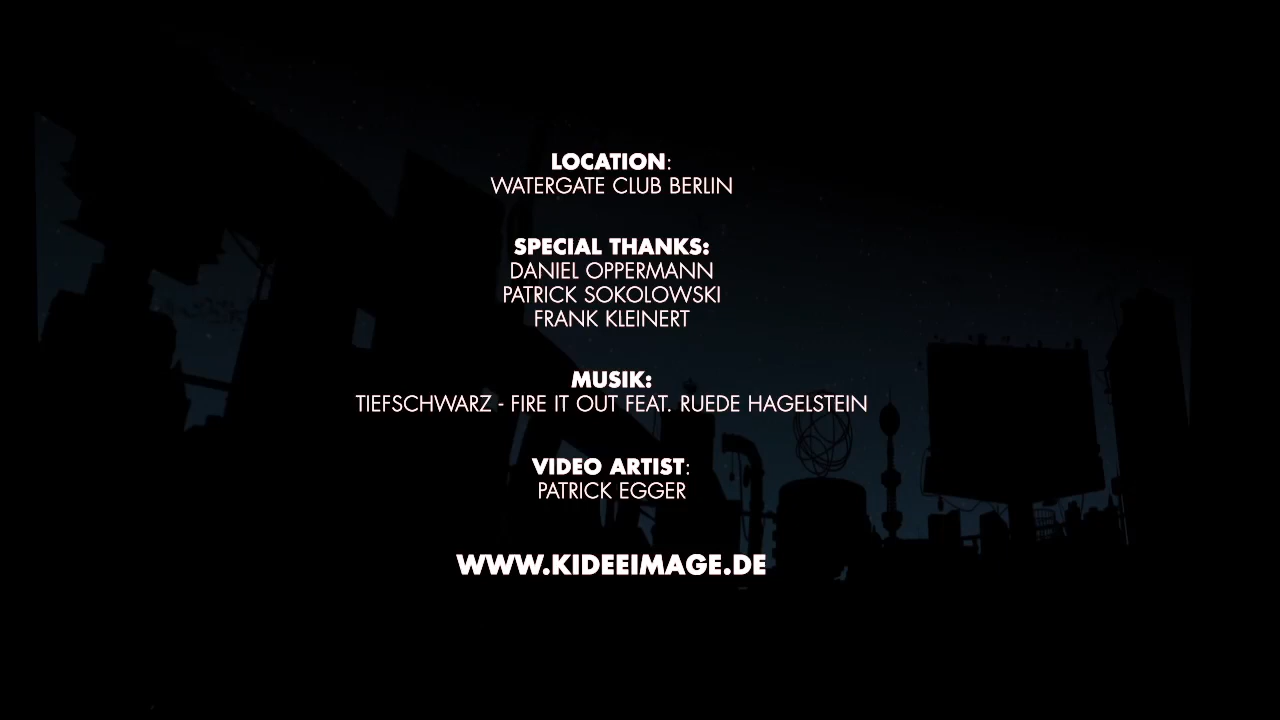 LOCATION:
WATERGATE CLUB BERLIN
SPECIAL THANKS:
DANIEL OPPERMANN
PATRICK SOKOLOWSKI
FRANK KLEINERT
MUSIK:
TIEFSCHWARZ - FIRE IT OUT FEAT. RUEDE HAGELSTEIN
VIDEO ARTIST:
PATRICK EGGER
WWW.KIDEEIMAGE.DE